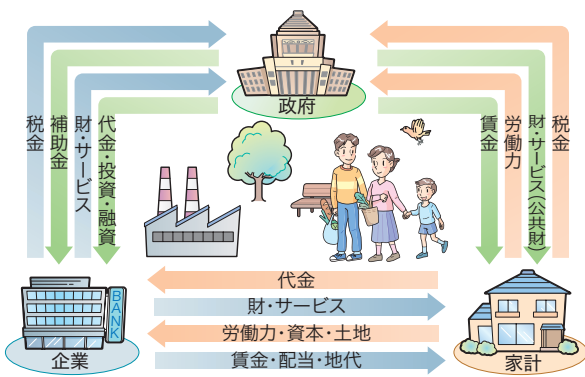 政府
税金
補助金
財・サービス
代金・投資・融資
賃金
労働力
財・サービス(公共財)
税金
代金
財・サービス
労働力・資本・土地
賃金・配当・地代
BANK
企業
家計